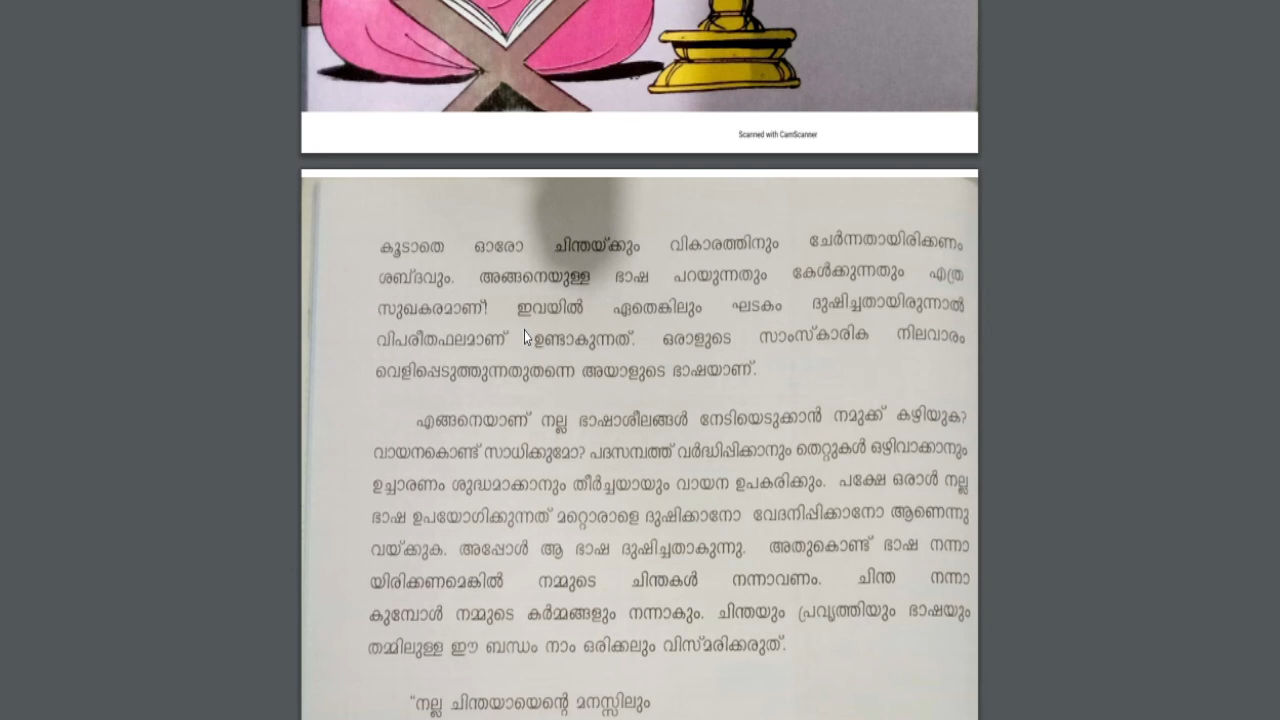 Scanned with CamScanner
കൂടാതെ ഓരോ ചിന്തയ്ക്കും വികാരത്തിനും ചേർന്നതായിരിക്കണം
ശബ്ദവും. അങ്ങനെയുള്ള ഭാഷ പറയുന്നതും കേൾക്കുന്നതും എത്ര
സുഖകരമാണ്! ഇവയിൽ ഏതെങ്കിലും ഘടകം ദുഷിച്ചതായിരുന്നാൽ
വിപരീതഫലമാണ് ഉണ്ടാകുന്നത്. ഒരാളുടെ സാംസ്കാരിക നിലവാരം
വെളിപ്പെടുത്തുന്നതുതന്നെ അയാളുടെ ഭാഷയാണ്.
എങ്ങനെയാണ് നല്ല ഭാഷാശീലങ്ങൾ നേടിയെടുക്കാൻ നമുക്ക് കഴിയുക?
വായനകൊണ്ട് സാധിക്കുമോ? പദസമ്പത്ത് വർദ്ധിപ്പിക്കാനും തെറ്റുകൾ ഒഴിവാക്കാനും
ഉച്ചാരണം ശുദ്ധമാക്കാനും തീർച്ചയായും വായന ഉപകരിക്കും. പക്ഷേ ഒരാൾ നല്ല
ഭാഷ ഉപയോഗിക്കുന്നത് മറ്റൊരാളെ ദുഷിക്കാനോ വേദനിപ്പിക്കാനോ ആണെന്നു
വയ്ക്കുക. അപ്പോൾ ആ ഭാഷ ദുഷിച്ചതാകുന്നു. അതുകൊണ്ട് ഭാഷ നന്നാ
യിരിക്കണമെങ്കിൽ നമ്മുടെ ചിന്തകൾ നന്നാവണം. ചിന്ത നന്നാ
കുമ്പോൾ നമ്മുടെ കർമ്മങ്ങളും നന്നാകും. ചിന്തയും പ്രവൃത്തിയും ഭാഷയും
തമ്മിലുള്ള ഈ ബന്ധം നാം ഒരിക്കലും വിസ്മരിക്കരുത്.
“നല്ല ചിന്തയായെന്റെ മനസ്സിലും